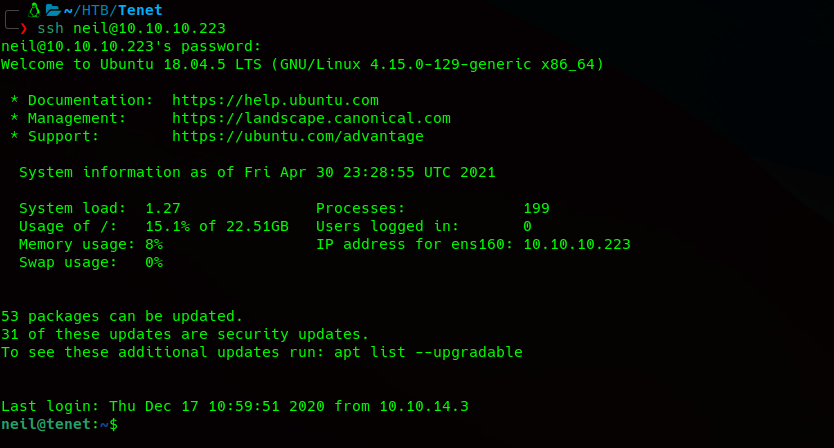 ~/HTB/Tenet
❯ ssh neil@10.10.10.223
neil@10.10.10.223's password:
Welcome to Ubuntu 18.04.5 LTS (GNU/Linux 4.15.0-129-generic x86_64)
* Documentation:  https://help.ubuntu.com
* Management:     https://landscape.canonical.com
* Support:        https://ubuntu.com/advantage
System information as of Fri Apr 30 23:28:55 UTC 2021
System load:  1.27               Processes:             199
Usage of /:   15.1% of 22.51GB   Users logged in:       0
Memory usage: 8%                 IP address for ens160: 10.10.10.223
Swap usage:   0%
53 packages can be updated.
31 of these updates are security updates.
To see these additional updates run: apt list --upgradable
Last login: Thu Dec 17 10:59:51 2020 from 10.10.14.3
neil@tenet:~$